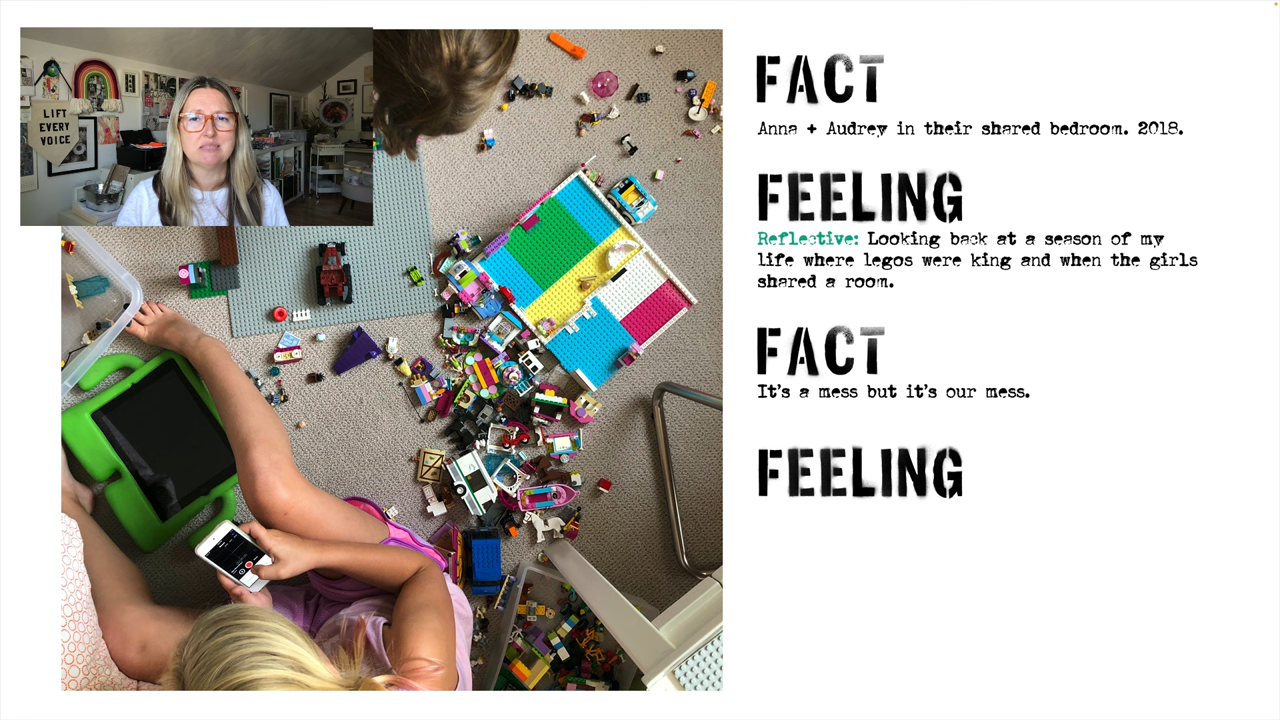 LIFT
EVERY
VOICE
FACT
Anna + Audrey in their shared bedroom. 2018.
FEELING
Reflective: Looking back at a season of my
life where legos were king and when the girls
shared a room.
FACT
It's a mess but it's our mess.
FEELING